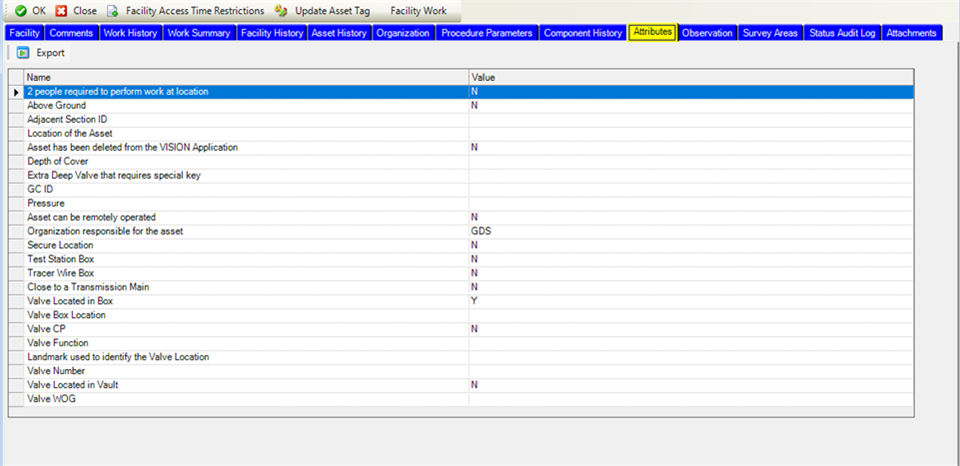 OK Close Facility Access Time Restrictions Update Asset Tag Facility Work
Facility Comments Work History Work Summary Facility History Asset History Organization Procedure Parameters Component History Attributes Observation Survey Areas Status Audit Log Attachments
Export
Name Value
2 people required to perform work at location N
Above Ground N
Adjacent Section ID
Location of the Asset
Asset has been deleted from the VISION Application N
Depth of Cover
Extra Deep Valve that requires special key
GC ID
Pressure
Asset can be remotely operated N
Organization responsible for the asset GDS
Secure Location N
Test Station Box N
Tracer Wire Box N
Close to a Transmission Main N
Valve Located in Box Y
Valve Box Location
Valve CP N
Valve Function
Landmark used to identify the Valve Location
Valve Number
Valve Located in Vault N
Valve WOG